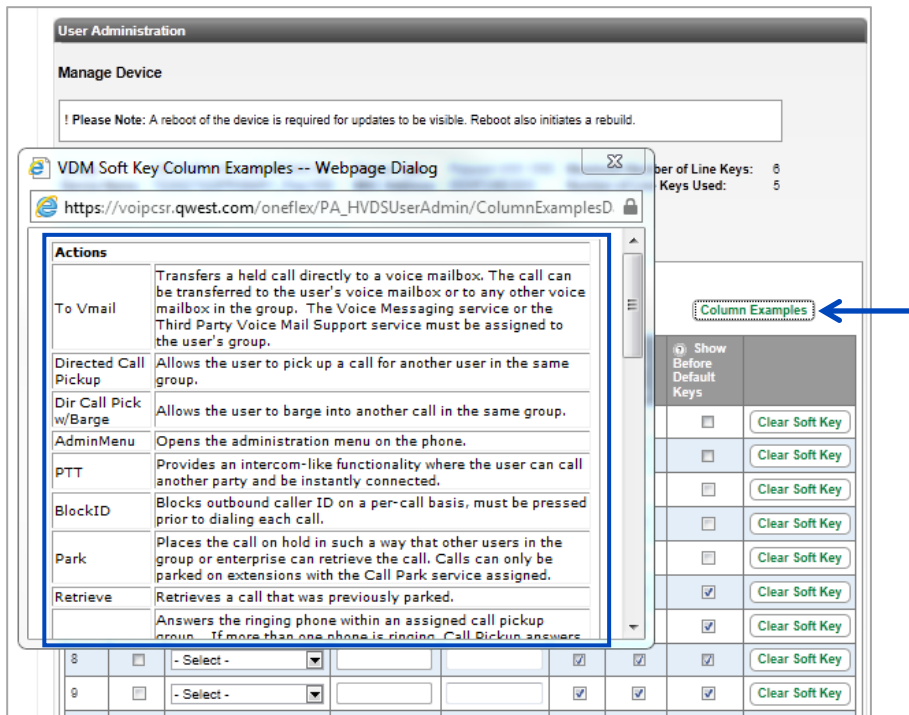 User Administration
Manage Device
! Please Note: A reboot of the device is required for updates to be visible. Reboot also initiates a rebuild.
VDM Soft Key Column Examples -- Webpage Dialog
ber of Line Keys: 6
Keys Used: 5
https://voipcsr.qwest.com/oneflex/PA_HVDSUserAdmin/ColumnExamplesD
Column Examples
Actions
To Vmail
Transfers a held call directly to a voice mailbox. The call can
be transferred to the user's voice mailbox or to any other voice
mailbox in the group. The Voice Messaging service or the
Third Party Voice Mail Support service must be assigned to
the user's group.
Directed Call
Pickup
Allows the user to pick up a call for another user in the same
group.
Dir Call Pick
w/Barge
Allows the user to barge into another call in the same group.
AdminMenu
Opens the administration menu on the phone.
PTT
Provides an intercom-like functionality where the user can call
another party and be instantly connected.
BlockID
Blocks outbound caller ID on a per-call basis, must be pressed
prior to dialing each call.
Park
Places the call on hold in such a way that other users in the
group or enterprise can retrieve the call. Calls can only be
parked on extensions with the Call Park service assigned.
Retrieve
Retrieves a call that was previously parked.
Answers the ringing phone within an assigned call pickup
group. If more than one phone is ringing, Call Pickup answers
Show
Before
Default
Keys
Clear Soft Key
Clear Soft Key
Clear Soft Key
Clear Soft Key
Clear Soft Key
Clear Soft Key
Clear Soft Key
8 - Select - Clear Soft Key
9 - Select - Clear Soft Key